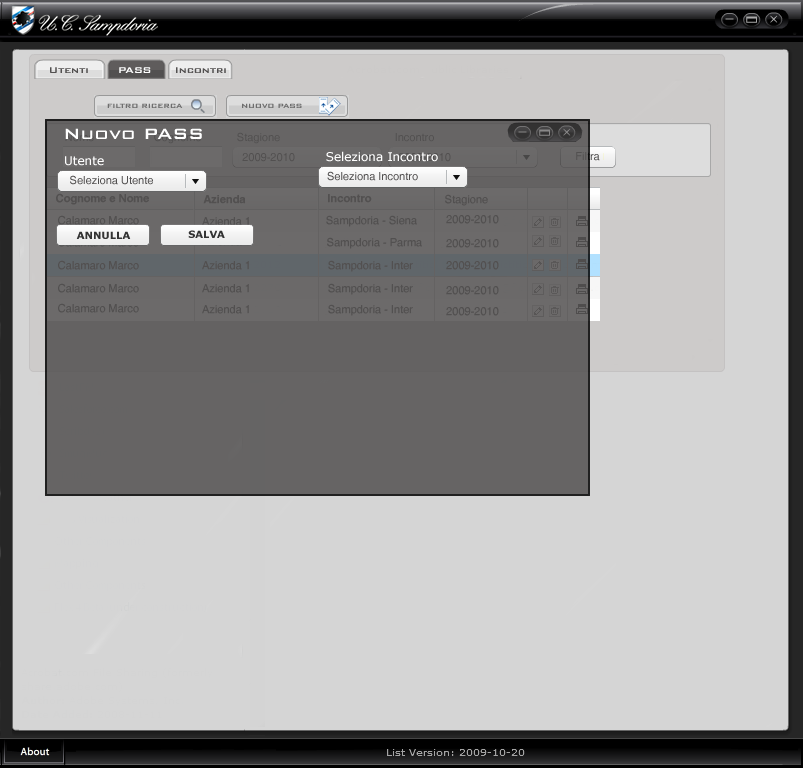 U.C. Sampdoria
UTENTI PASS INCONTRI
FILTRO RICERCA NUOVO PASS
NUOVO PASS
Stagione Incontro
Utente Seleziona Incontro
2009-2010
Seleziona Utente Seleziona Incontro
Cognome e Nome Azienda Incontro Stagione
Calamaro Marco Azienda 1 Sampdoria - Siena 2009-2010
ANNULLA SALVA
Sampdoria - Parma 2009-2010
Calamaro Marco Azienda 1 Sampdoria - Inter 2009-2010
Calamaro Marco Azienda 1 Sampdoria - Inter 2009-2010
Calamaro Marco Azienda 1 Sampdoria - Inter 2009-2010
About List Version: 2009-10-20